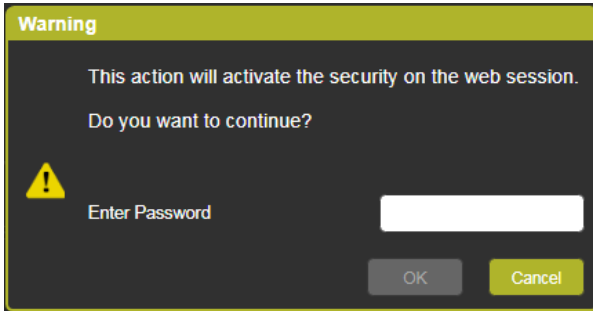 Warning
This action will activate the security on the web session.
Do you want to continue?
Enter Password
OK
Cancel